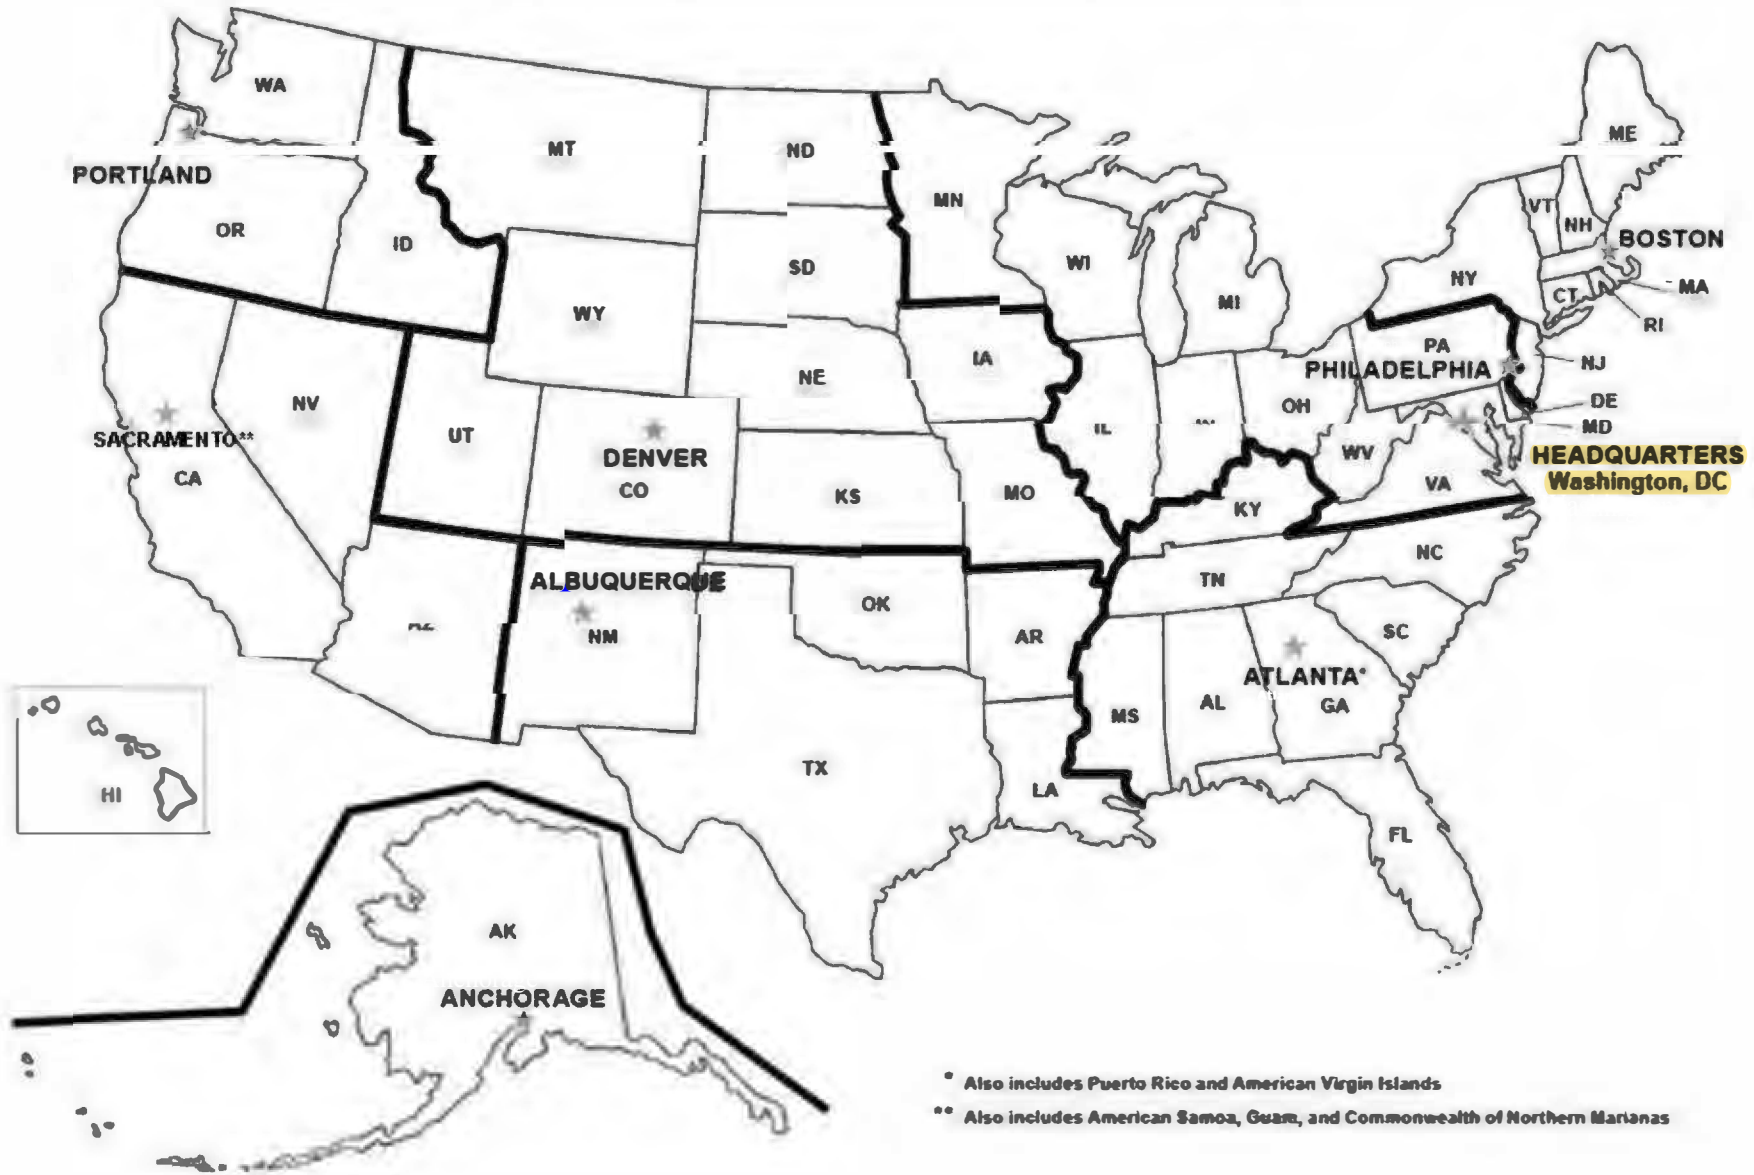 WA
MT
ND
ME
PORTLAND
MN
VT
OR
ID
NH
BOSTON
SD
WI
NY
WY
MI
CT
MA
RI
IA
PA
NJ
NE
PHILADELPHIA
NV
OH
DE
UT
IL
MD
SACRAMENTO**
DENVER
WV
HEADQUARTERS
CA
CO
KS
MO
VA
Washington, DC
KY
NC
ALBUQUERQUE
TN
OK
NM
AR
SC
ATLANTA*
MS
AL
GA
TX
HI
LA
FL
AK
ANCHORAGE
* Also includes Puerto Rico and American Virgin Islands
** Also includes American Samoa, Guam, and Commonwealth of Northern Marianas